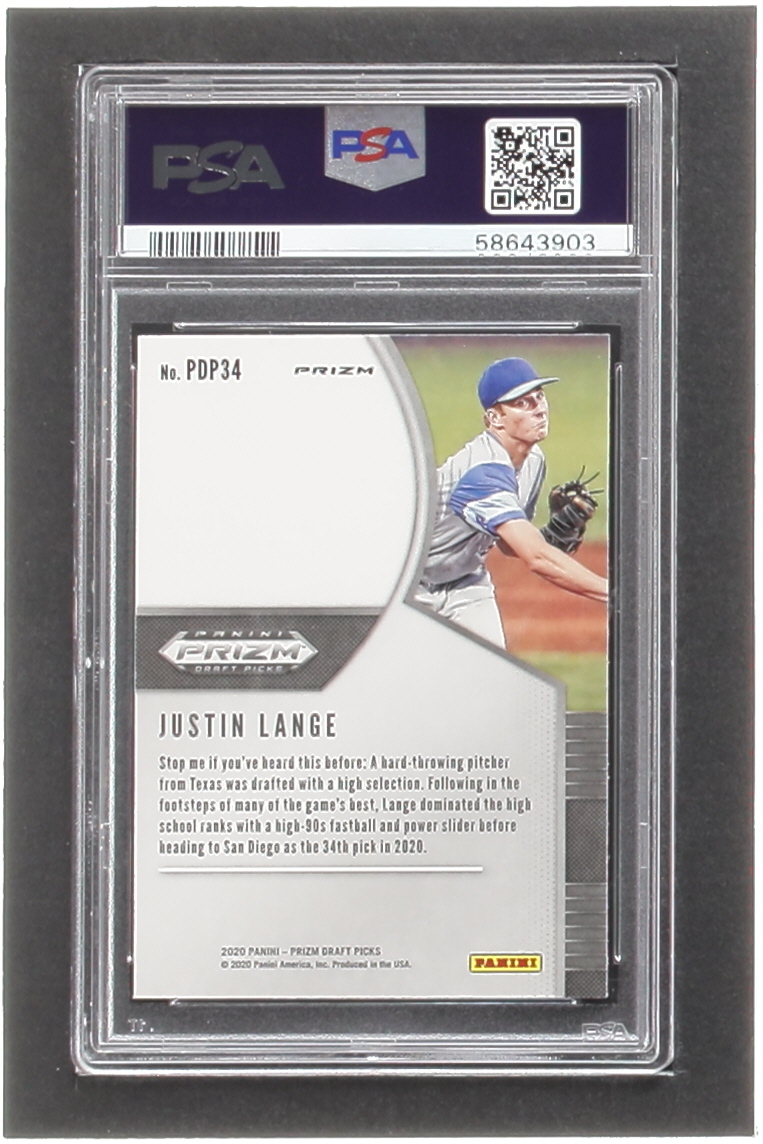 PSA PSA
58643903
No. PDP34 PRIZM
PANINI
PRIZM
DRAFT PICKS
JUSTIN LANGE
Stop me if you've heard this before: A hard-throwing pitcher
from Texas was drafted with a high selection. Following in the
footsteps of many of the game's best, Lange dominated the high
school ranks with a high-90s fastball and power slider before
heading to San Diego as the 34th pick in 2020.
2020 PANINI – PRIZM DRAFT PICKS
© 2020 Panini America, Inc. Produced in the USA.
PANINI
PSA